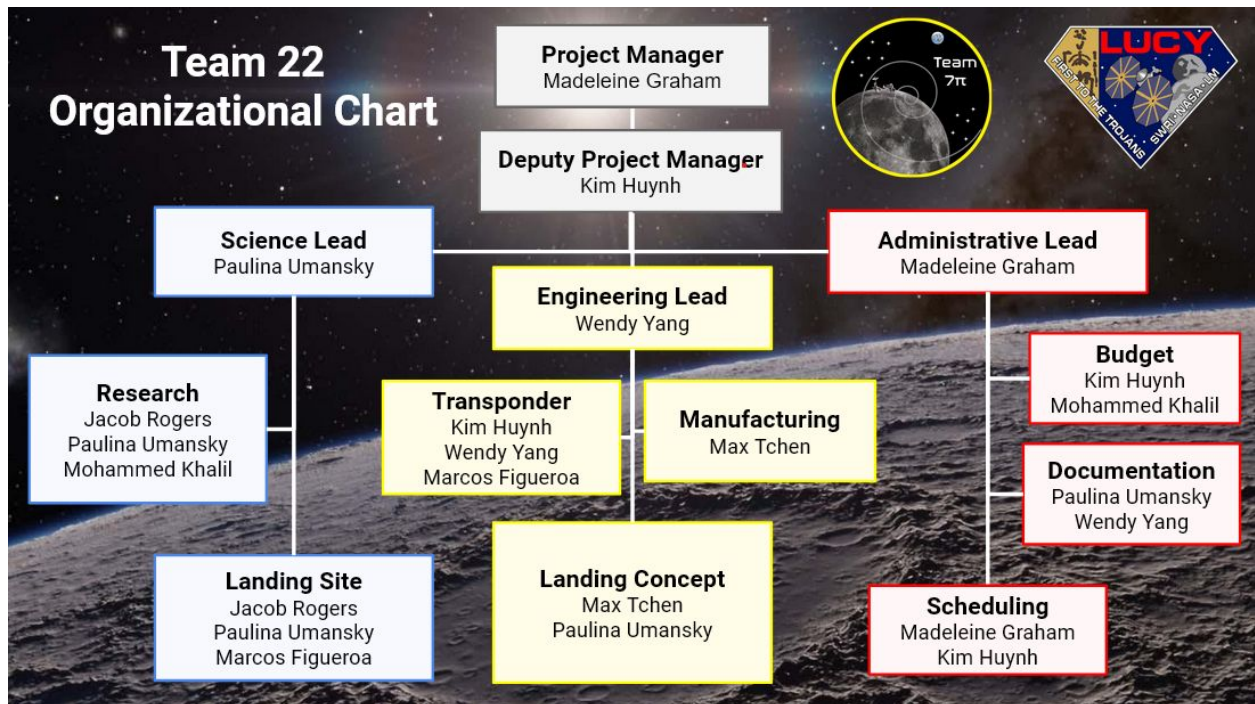 Team 22
Organizational Chart
Project Manager
Madeleine Graham
Team
7π
LUCY
FIRST TO THE TROJANS
SWRI·NASA·LM
Deputy Project Manager
Kim Huynh
Science Lead
Paulina Umansky
Engineering Lead
Wendy Yang
Administrative Lead
Madeleine Graham
Research
Jacob Rogers
Paulina Umansky
Mohammed Khalil
Landing Site
Jacob Rogers
Paulina Umansky
Marcos Figueroa
Transponder
Kim Huynh
Wendy Yang
Marcos Figueroa
Manufacturing
Max Tchen
Landing Concept
Max Tchen
Paulina Umansky
Budget
Kim Huynh
Mohammed Khalil
Documentation
Paulina Umansky
Wendy Yang
Scheduling
Madeleine Graham
Kim Huynh